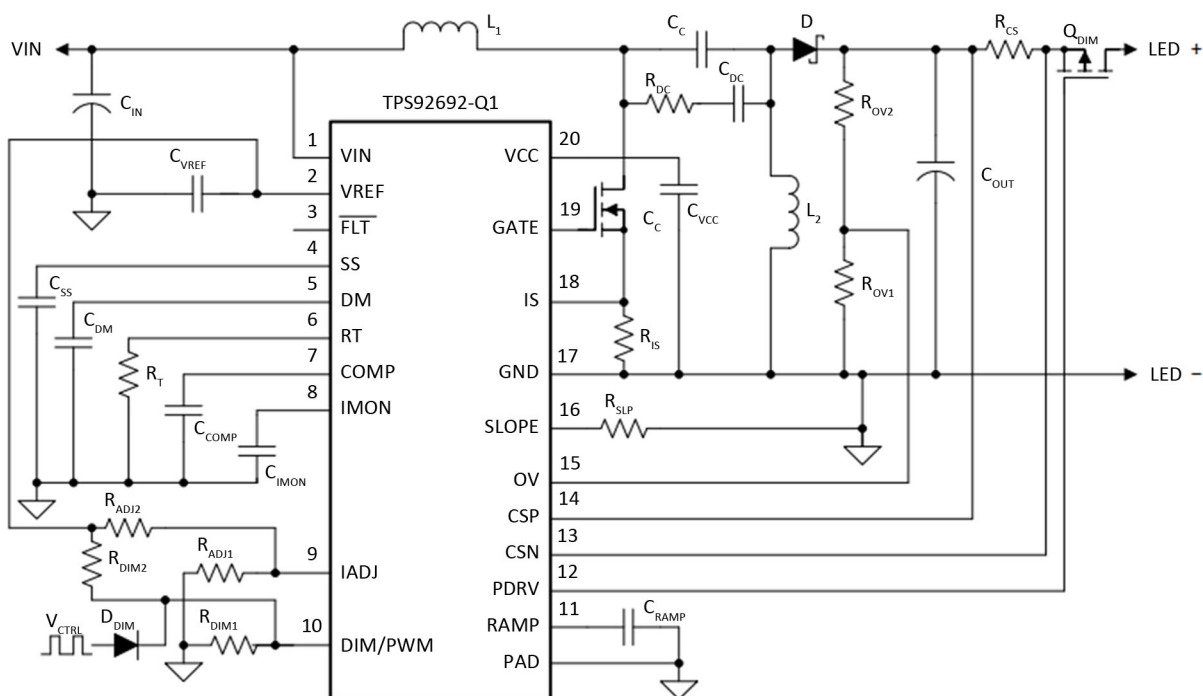 L1
CC
D
RCS
QDIM
VIN
LED +
CDC
RDC
ROV2
CIN
TPS92692-Q1
1
VIN
VCC
20
CVREF
COUT
2
VREF
CC
CVCC
L2
3
FLT
GATE
19
4
SS
CSS
5
DM
IS
18
ROV1
CDM
6
RT
RIS
7
COMP
GND
17
LED −
RT
8
IMON
RSLP
SLOPE
16
CCOMP
CIMON
OV
15
RADJ2
CSP
14
RDIM2
RADJ1
9
IADJ
CSN
13
PDRV
12
VCTRL
DDIM
RDIM1
10
DIM/PWM
RAMP
11
CRAMP
PAD